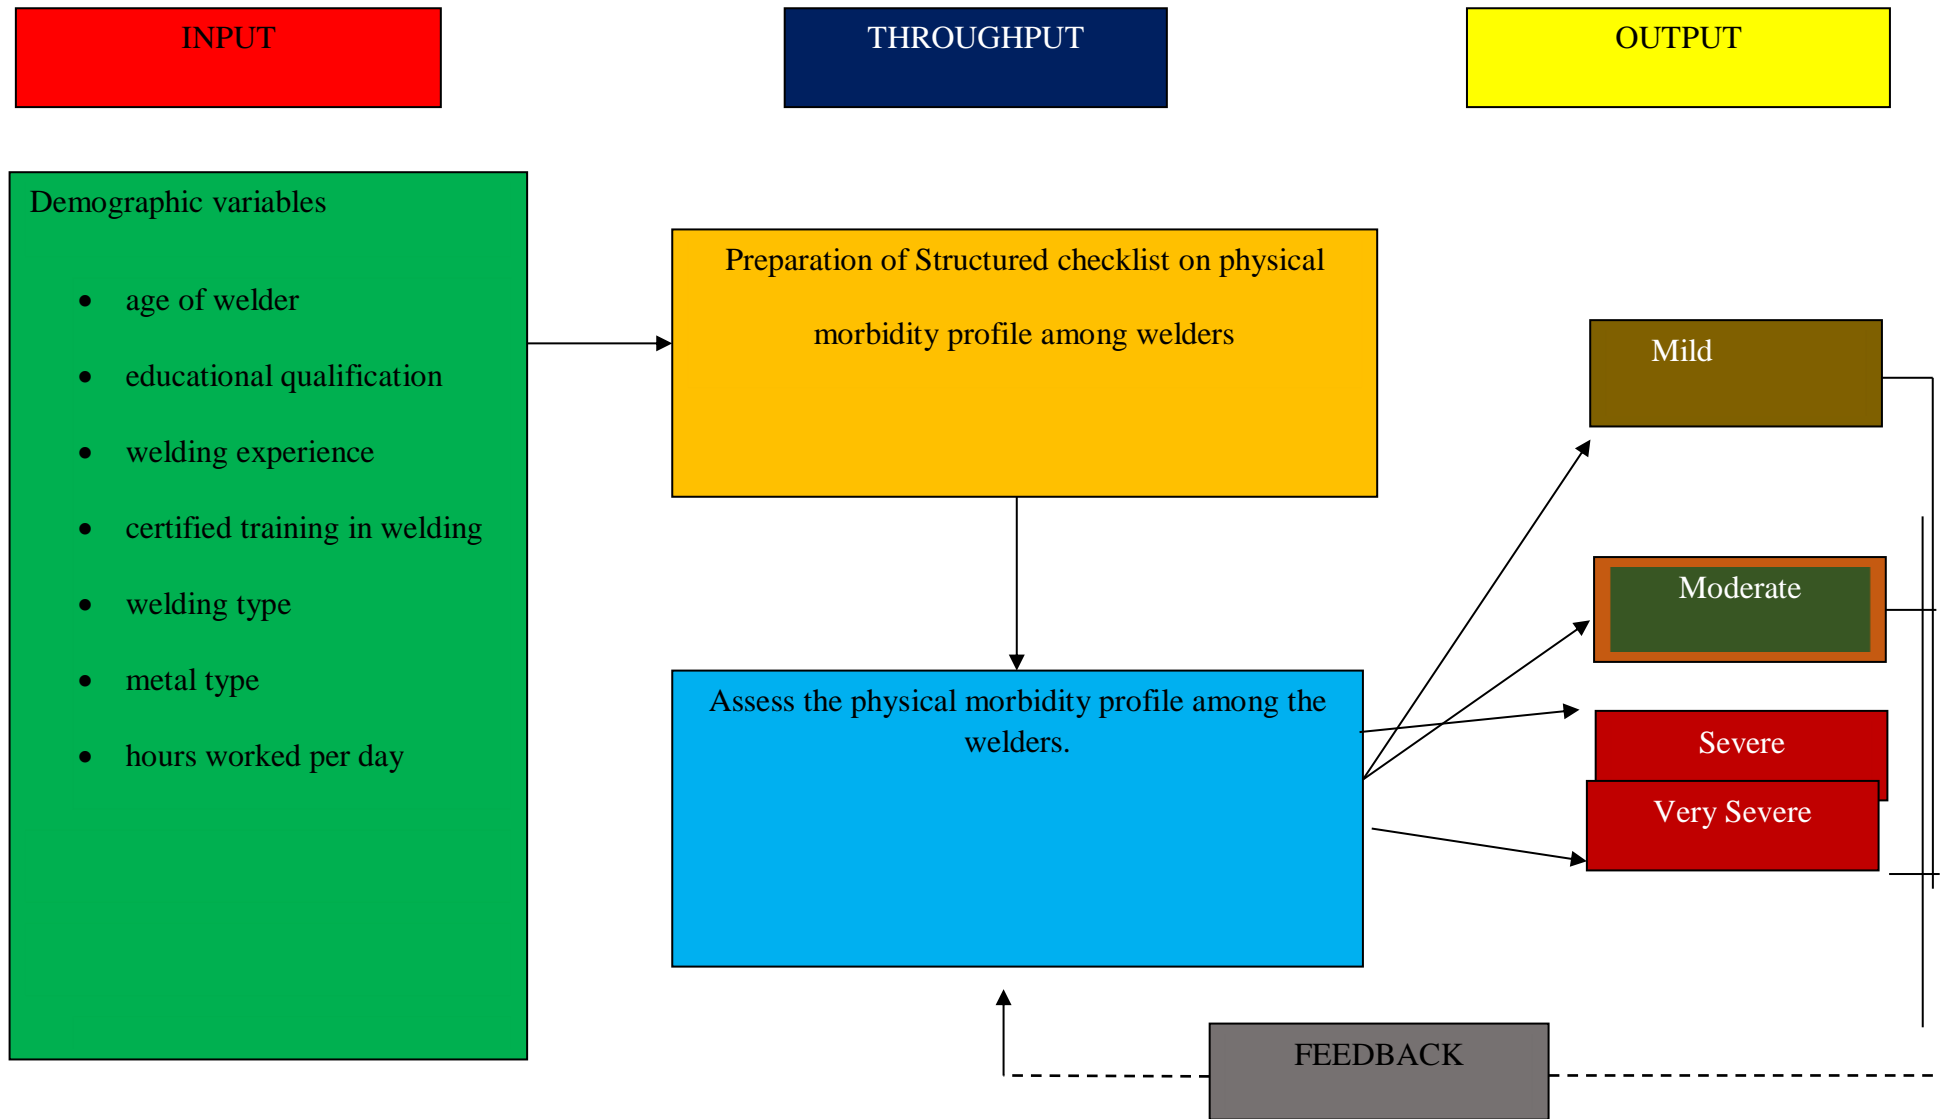 INPUT
THROUGHPUT
OUTPUT
Demographic variables
• age of welder
• educational qualification
• welding experience
• certified training in welding
• welding type
• metal type
• hours worked per day
Preparation of Structured checklist on physical
morbidity profile among welders
Assess the physical morbidity profile among the
welders.
Mild
Moderate
Severe
Very Severe
FEEDBACK